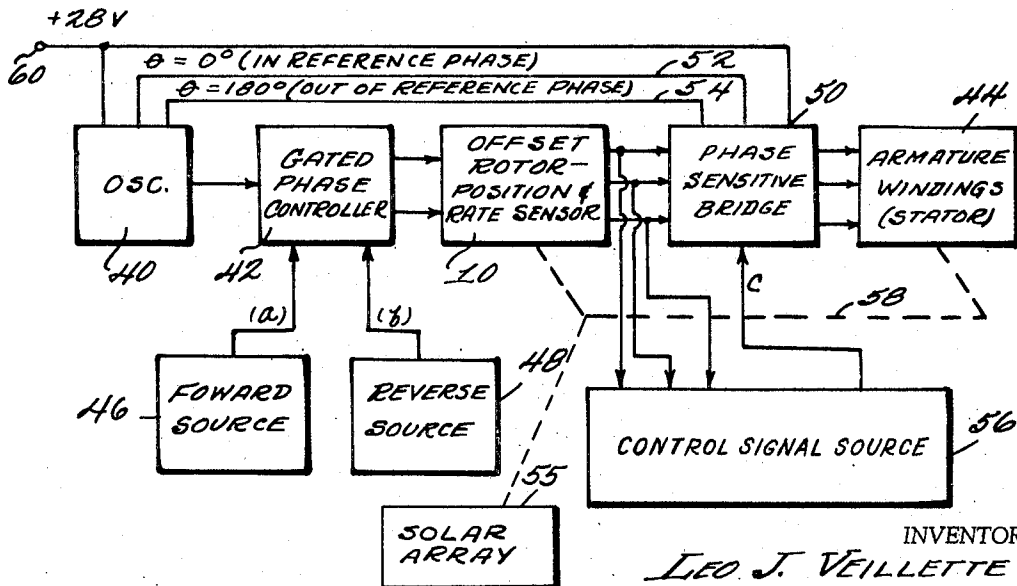 +28V
60
θ = 0° (IN REFERENCE PHASE)
52
θ = 180° (OUT OF REFERENCE PHASE)
54
50
44
OSC.
40
GATED
PHASE
CONTROLLER
42
OFFSET
ROTOR-
POSITION &
RATE SENSOR
10
PHASE
SENSITIVE
BRIDGE
ARMATURE
WINDINGS
(STATOR)
(a)
(b)
C
58
FOWARD
SOURCE
46
REVERSE
SOURCE
48
CONTROL SIGNAL SOURCE
56
55
SOLAR
ARRAY
INVENTOR
LEO J. VEILLETTE